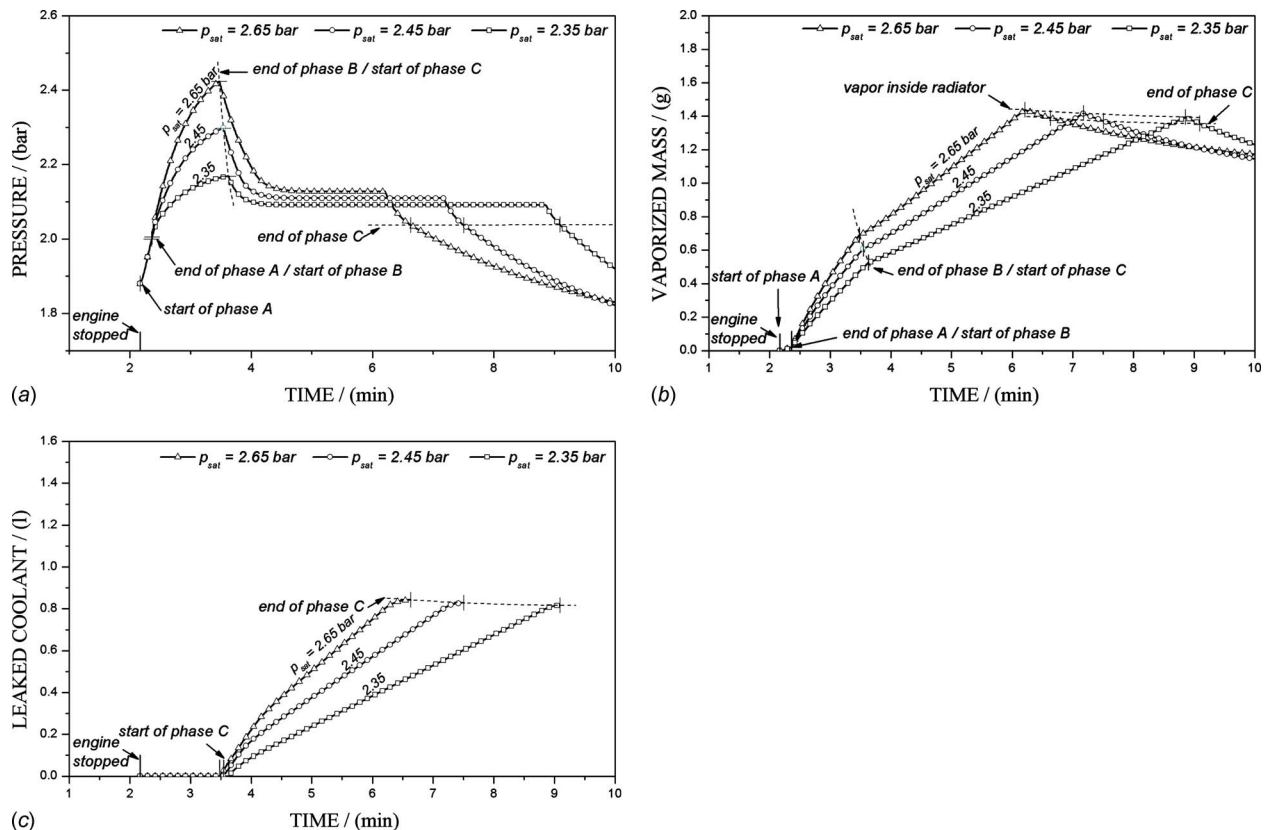 p_sat = 2.65 bar p_sat = 2.45 bar p_sat = 2.35 bar
end of phase B / start of phase C
p_sat = 2.65 bar
2.45
2.35
end of phase C
end of phase A / start of phase B
start of phase A
engine
stopped
2.4
2.2
2.0
1.8
PRESSURE / (bar)
2 4 6 8 10
TIME / (min)
(a)
p_sat = 2.65 bar p_sat = 2.45 bar p_sat = 2.35 bar
vapor inside radiator
end of phase C
p_sat = 2.65 bar
2.45
2.35
start of phase A
end of phase B / start of phase C
engine
stopped
end of phase A / start of phase B
1.8
1.6
1.4
1.2
1.0
0.8
0.6
0.4
0.2
0.0
VAPORIZED MASS / (g)
1 2 3 4 5 6 7 8 9 10
TIME / (min)
(b)
p_sat = 2.65 bar p_sat = 2.45 bar p_sat = 2.35 bar
end of phase C
p_sat = 2.65 bar
2.45
2.35
start of phase C
engine
stopped
1.6
1.4
1.2
1.0
0.8
0.6
0.4
0.2
0.0
LEAKED COOLANT / (l)
1 2 3 4 5 6 7 8 9 10
TIME / (min)
(c)